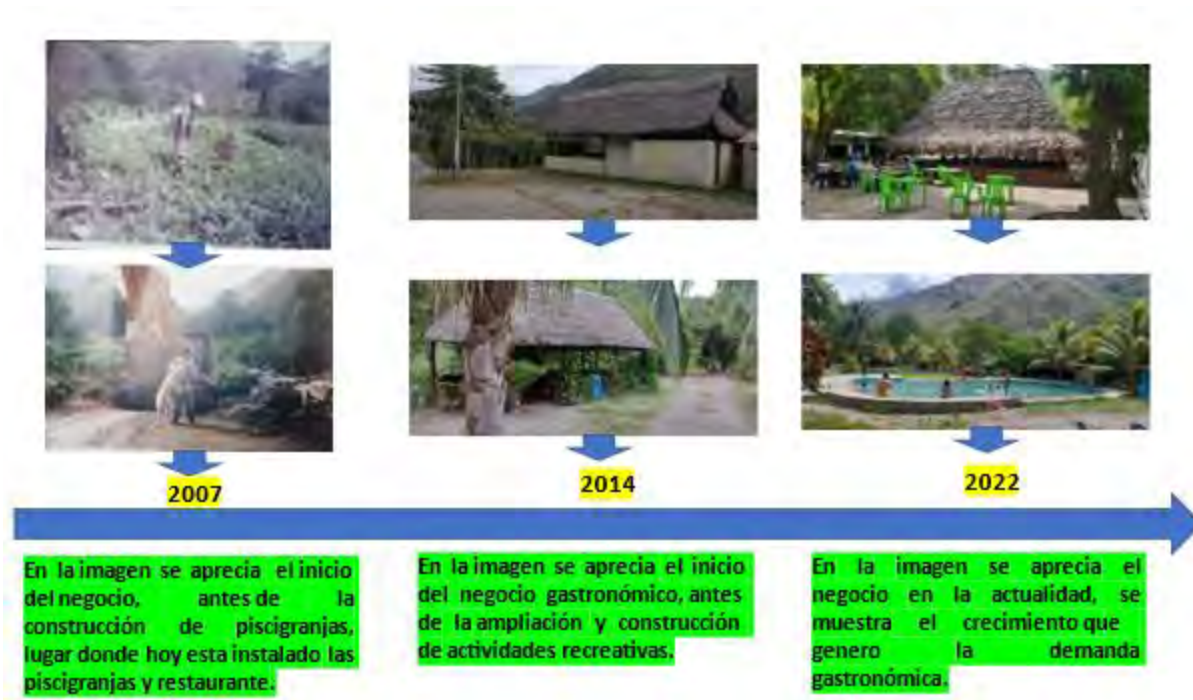 2007
2014
2022
En la imagen se aprecia el inicio
del negocio, antes de la
construcción de piscigranjas,
lugar donde hoy esta instalado las
piscigranjas y restaurante.
En la imagen se aprecia el inicio
del negocio gastronómico, antes
de la ampliación y construcción
de actividades recreativas.
En la imagen se aprecia el
negocio en la actualidad, se
muestra el crecimiento que
genero la demanda
gastronómica.